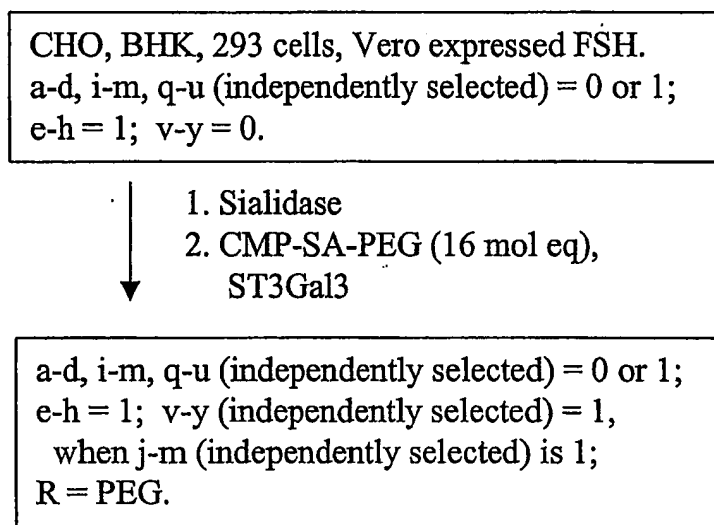 CHO, BHK, 293 cells, Vero expressed FSH.
a-d, i-m, q-u (independently selected) = 0 or 1;
e-h = 1; v-y = 0.
1. Sialidase
2. CMP-SA-PEG (16 mol eq),
ST3Gal3
a-d, i-m, q-u (independently selected) = 0 or 1;
e-h = 1; v-y (independently selected) = 1,
when j-m (independently selected) is 1;
R = PEG.